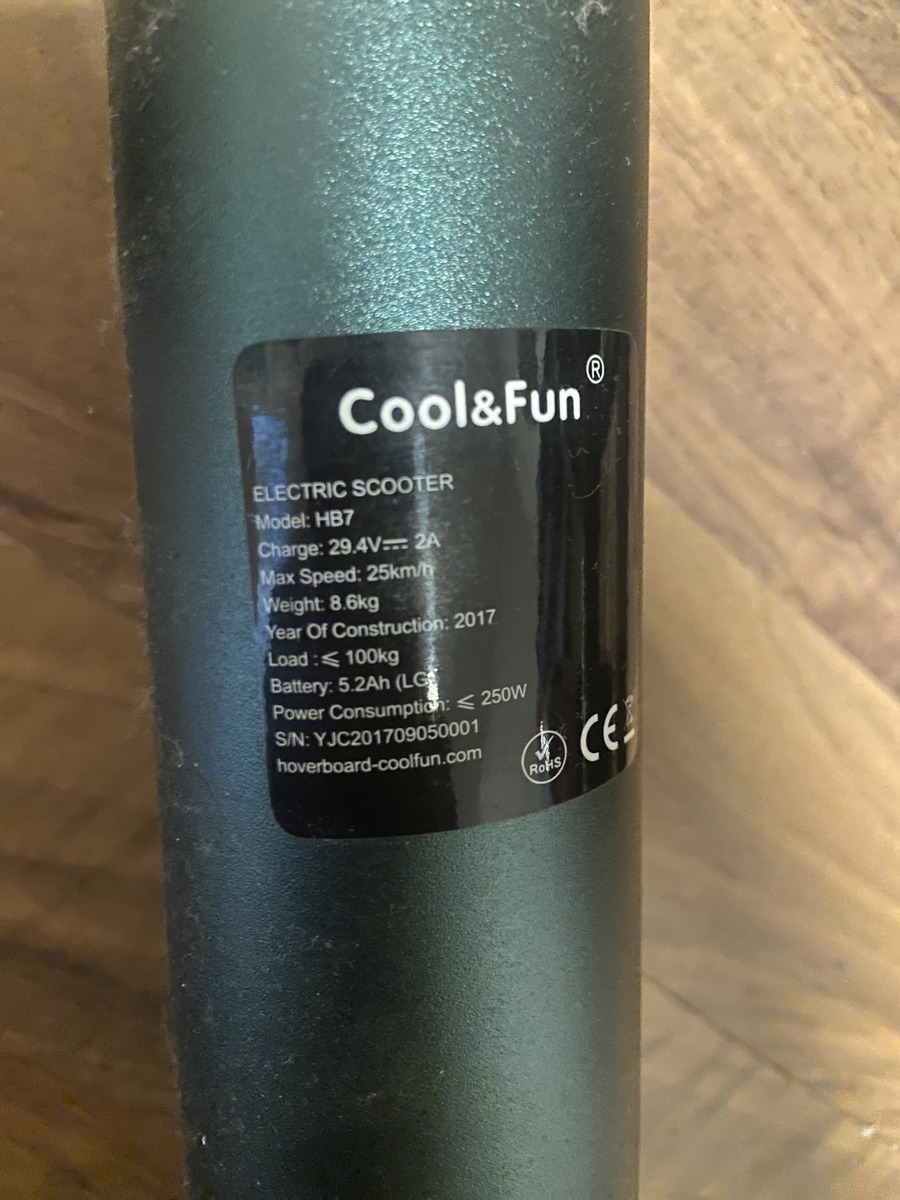 Cool&Fun®
ELECTRIC SCOOTER
Model: HB7
Charge: 29.4V⎓ 2A
Max Speed: 25km/h
Weight: 8.6kg
Year Of Construction: 2017
Load :⩽ 100kg
Battery: 5.2Ah (LG)
Power Consumption: ⩽ 250W
S/N: YJC201709050001
hoverboard-coolfun.com
RoHS CE